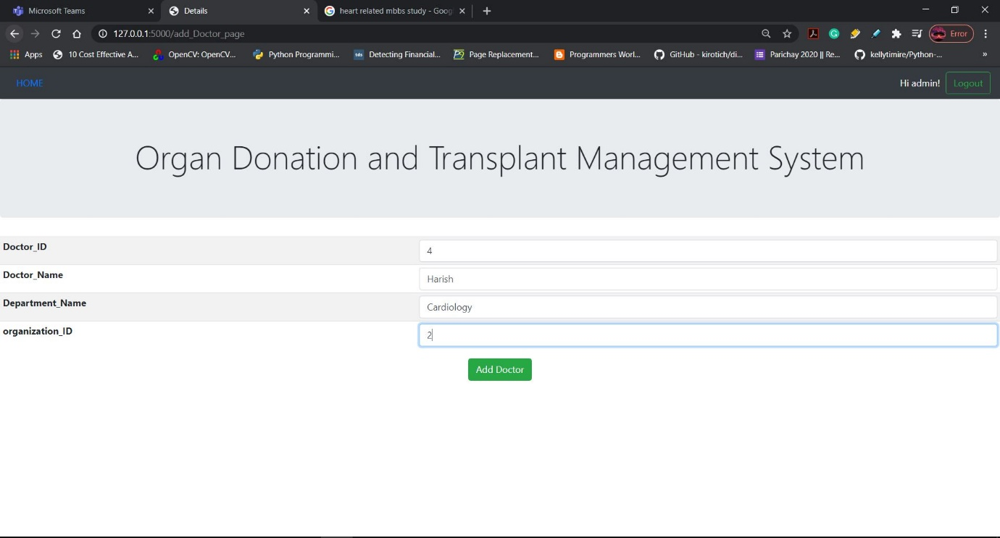 Microsoft Teams
Details
heart related mbbs study - Goog
127.0.0.1:5000/add_Doctor_page
Error
Apps
10 Cost Effective A...
OpenCV: OpenCV...
Python Programmi...
tds
Detecting Financial...
Page Replacement...
Programmers Worl...
GitHub - kirotich/di...
Parichay 2020 || Re...
kellytimire/Python-...
»
HOME
Hi admin!
Logout
Organ Donation and Transplant Management System
Doctor_ID
4
Doctor_Name
Harish
Department_Name
Cardiology
organization_ID
2
Add Doctor